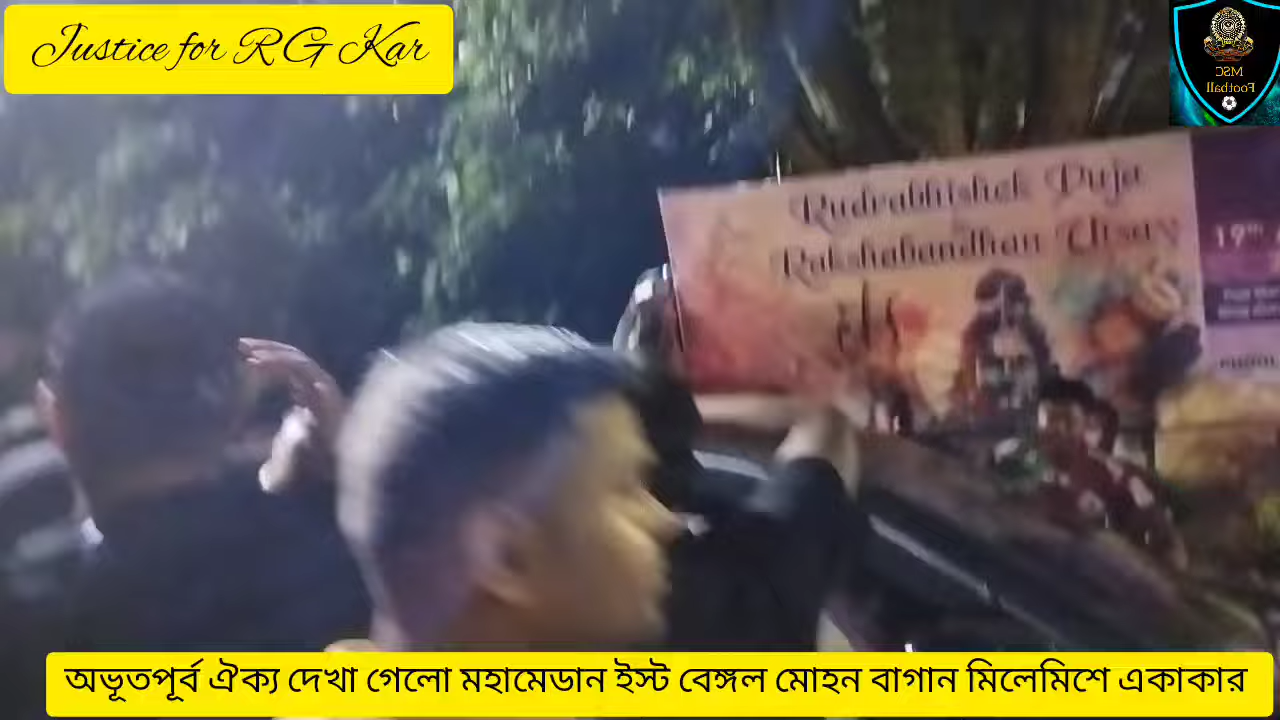 Justice for RG Kar
MSC
Football
Rudrabhishek Puja
Rakshabandhan Utsav
19th
অভূতপূর্ব ঐক্য দেখা গেলো মহামেডান ইস্ট বেঙ্গল মোহন বাগান মিলেমিশে একাকার